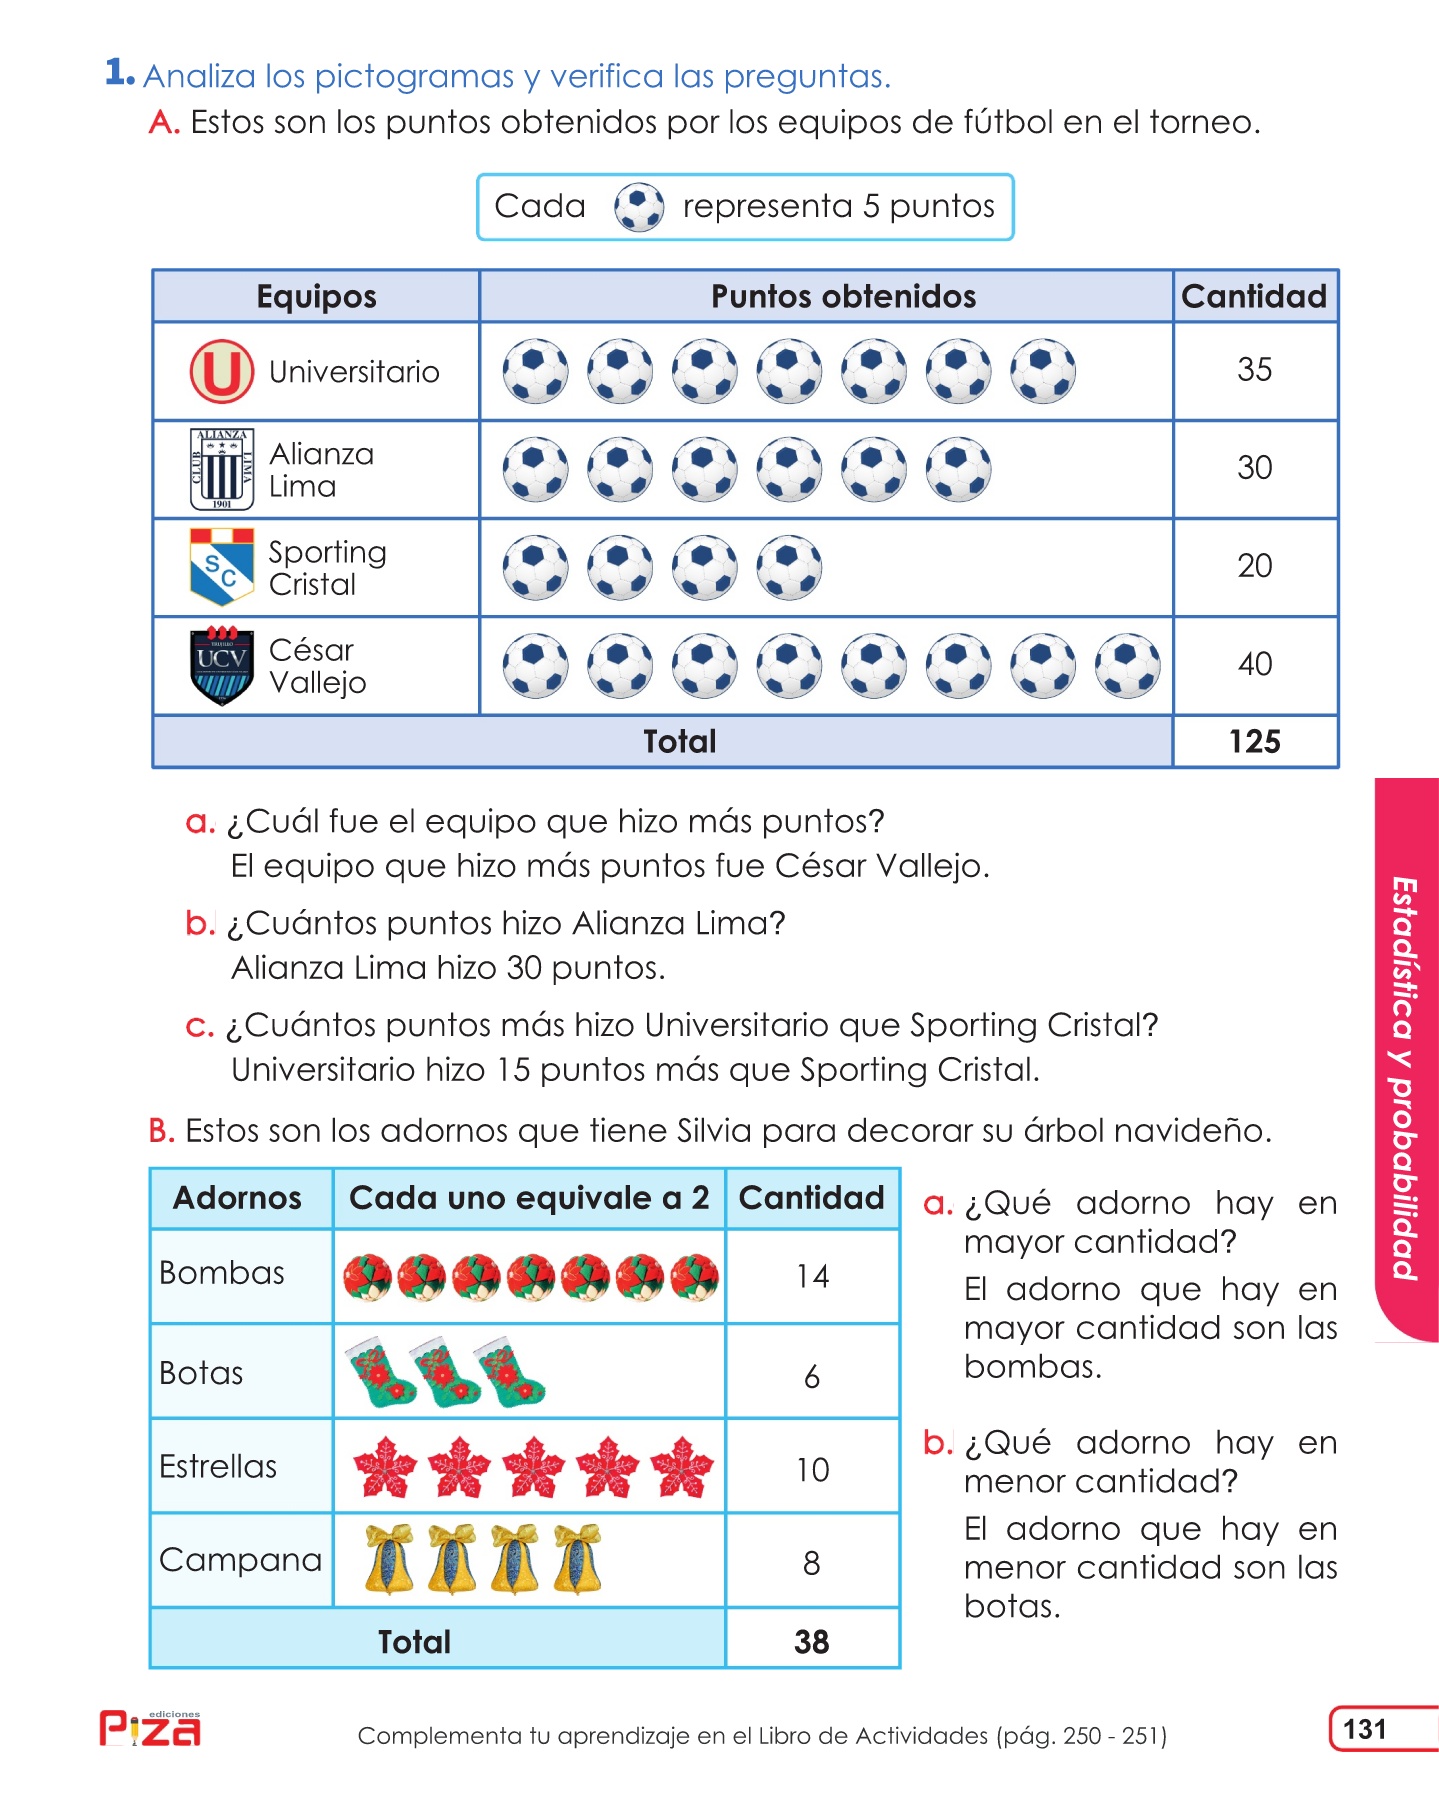 1. Analiza los pictogramas y verifica las preguntas.
A. Estos son los puntos obtenidos por los equipos de fútbol en el torneo.
Cada representa 5 puntos
Equipos Puntos obtenidos Cantidad
U Universitario 35
ALIANZA
CLUB LIMA
1901
Alianza
Lima
30
SC
Sporting
Cristal
20
UCV
César
Vallejo
40
Total 125
a. ¿Cuál fue el equipo que hizo más puntos?
El equipo que hizo más puntos fue César Vallejo.
b. ¿Cuántos puntos hizo Alianza Lima?
Alianza Lima hizo 30 puntos.
c. ¿Cuántos puntos más hizo Universitario que Sporting Cristal?
Universitario hizo 15 puntos más que Sporting Cristal.
B. Estos son los adornos que tiene Silvia para decorar su árbol navideño.
Adornos Cada uno equivale a 2 Cantidad
Bombas 14
Botas 6
Estrellas 10
Campana 8
Total 38
a. ¿Qué adorno hay en
mayor cantidad?
El adorno que hay en
mayor cantidad son las
bombas.
b. ¿Qué adorno hay en
menor cantidad?
El adorno que hay en
menor cantidad son las
botas.
Estadística y probabilidad
ediciones
Piza
Complementa tu aprendizaje en el Libro de Actividades (pág. 250 - 251)
131